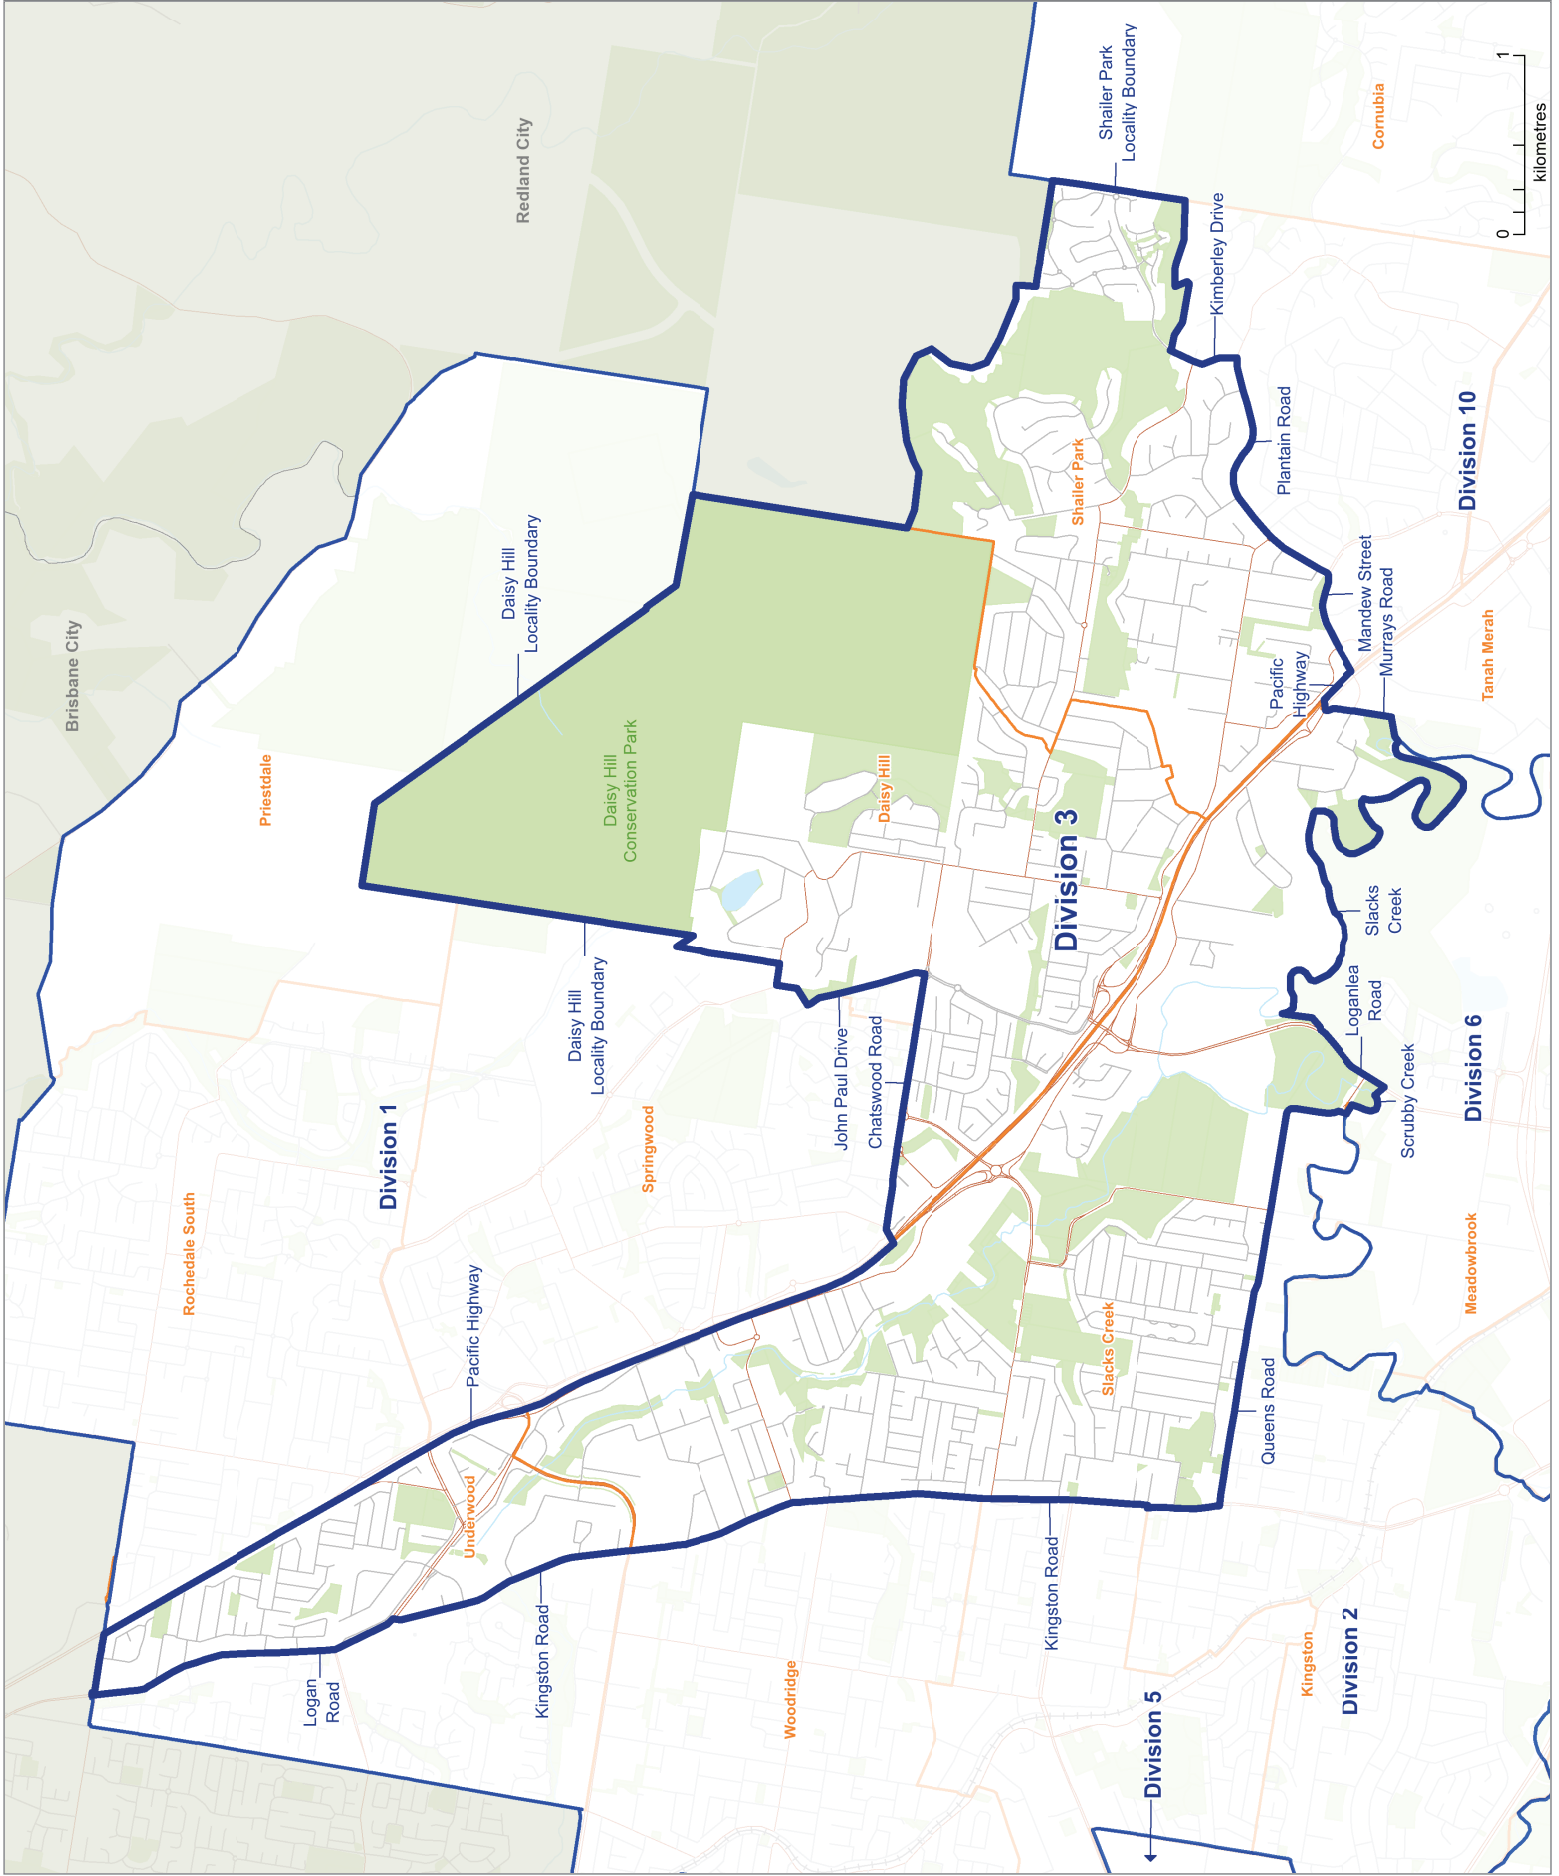 Brisbane City
Redland City
Priestdale
Rochedale South
Division 1
Daisy Hill
Locality Boundary
Daisy Hill
Locality Boundary
Daisy Hill
Conservation Park
Springwood
Pacific Highway
Underwood
Logan
Road
Kingston Road
John Paul Drive
Chatswood Road
Daisy Hill
Division 3
Shailer Park
Shailer Park
Locality Boundary
Kimberley Drive
Plantain Road
Mandew Street
Murrays Road
Pacific
Highway
Cornubia
Division 10
Tanah Merah
Slacks
Creek
Loganlea
Road
Scrubby Creek
Division 6
Meadowbrook
Slacks Creek
Queens Road
Kingston Road
Woodridge
Kingston
Division 2
Division 5
0
1
kilometres